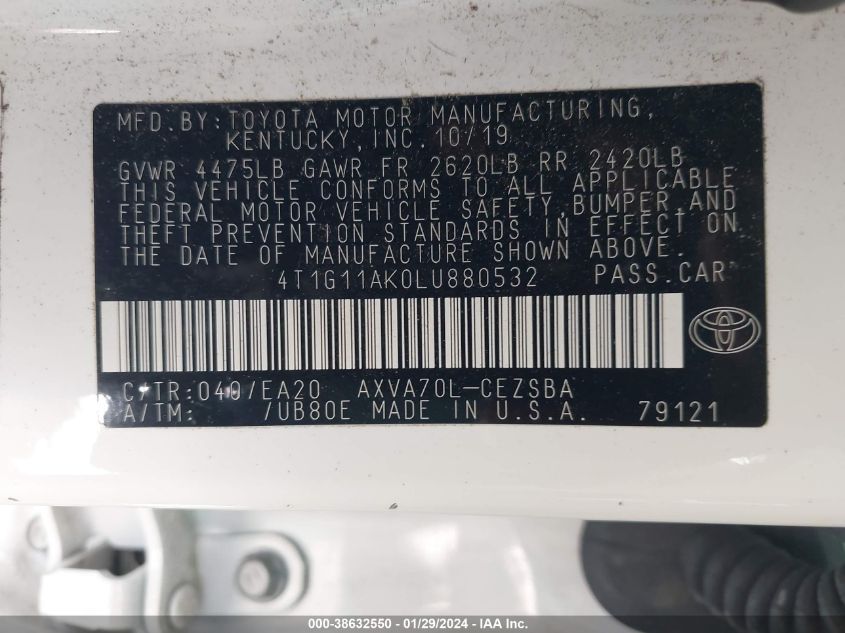 MFD.BY:TOYOTA MOTOR MANUFACTURING,
KENTUCKY,INC.10/19
GVWR 4475LB GAWR FR 2620LB RR 2420LB
THIS VEHICLE CONFORMS TO ALL APPLICABLE
FEDERAL MOTOR VEHICLE SAFETY,BUMPER,AND
THEFT PREVENTION STANDARDS IN EFFECT ON
THE DATE OF MANUFACTURE SHOWN ABOVE.
4T1G11AK0LU880532 PASS.CAR
C/TR:040/EA20 AXVA70L-CEZSBA
A/TM: /UB80E MADE IN U.S.A. 79121
000-38632550 - 01/29/2024 - IAA Inc.